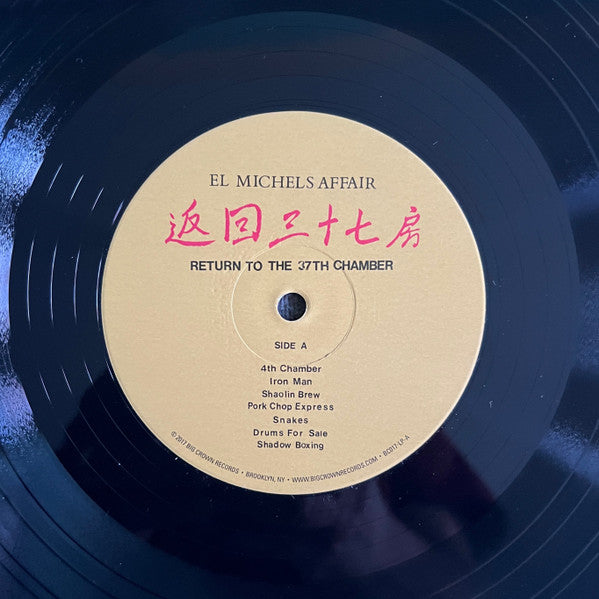 EL MICHELS AFFAIR
返回三十七房
RETURN TO THE 37TH CHAMBER
SIDE A
4th Chamber
Iron Man
Shaolin Brew
Pork Chop Express
Snakes
Drums For Sale
Shadow Boxing
©2017 BIG CROWN RECORDS • BROOKLYN, NY • WWW.BIGCROWNRECORDS.COM • BC017-LP-A